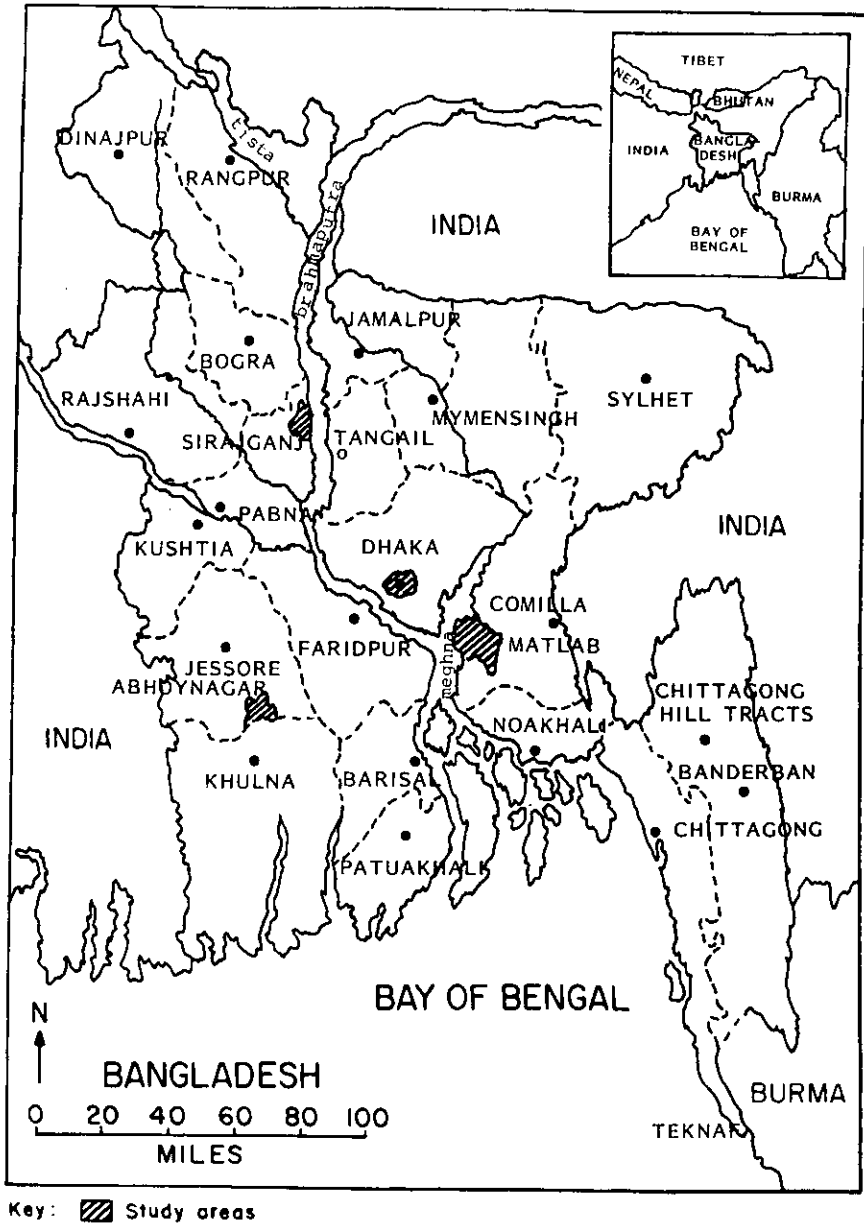 TIBET
NEPAL
BHUTAN
BANGLA
DESH
INDIA
BURMA
BAY OF
BENGAL
DINAJPUR
tista
RANGPUR
brahmaputra
INDIA
JAMALPUR
BOGRA
RAJSHAHI
MYMENSINGH
SYLHET
SIRAJGANJ
TANGAIL
PABNA
KUSHTIA
DHAKA
INDIA
COMILLA
FARIDPUR
meghna
MATLAB
JESSORE
ABHUYNAGAR
CHITTAGONG
HILL TRACTS
INDIA
NOAKHALI
KHULNA
BARISAL
BANDERBAN
CHITTAGONG
PATUAKHALI
BAY OF BENGAL
N
BANGLADESH
BURMA
0 20 40 60 80 100
MILES
TEKNAF
Key: Study areas